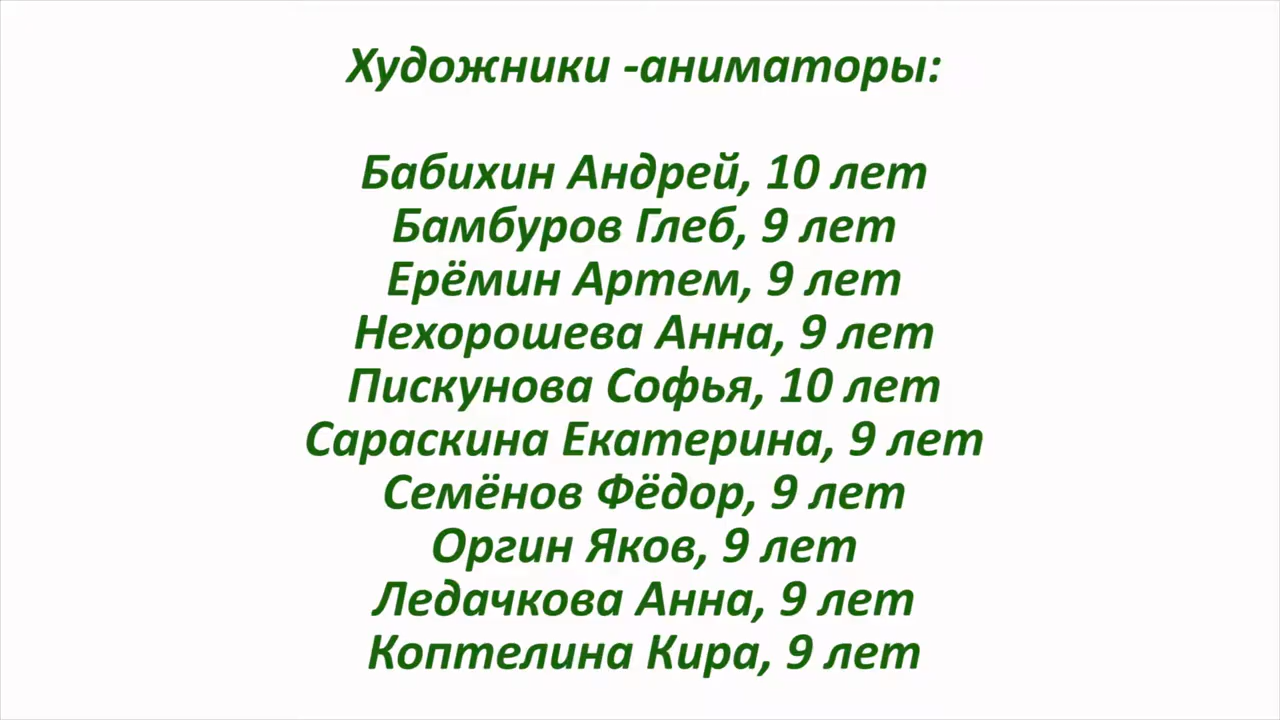 Художники -аниматоры:
Бабихин Андрей, 10 лет
Бамбуров Глеб, 9 лет
Ерёмин Артем, 9 лет
Нехорошева Анна, 9 лет
Пискунова Софья, 10 лет
Сараскина Екатерина, 9 лет
Семёнов Фёдор, 9 лет
Оргин Яков, 9 лет
Ледачкова Анна, 9 лет
Коптелина Кира, 9 лет